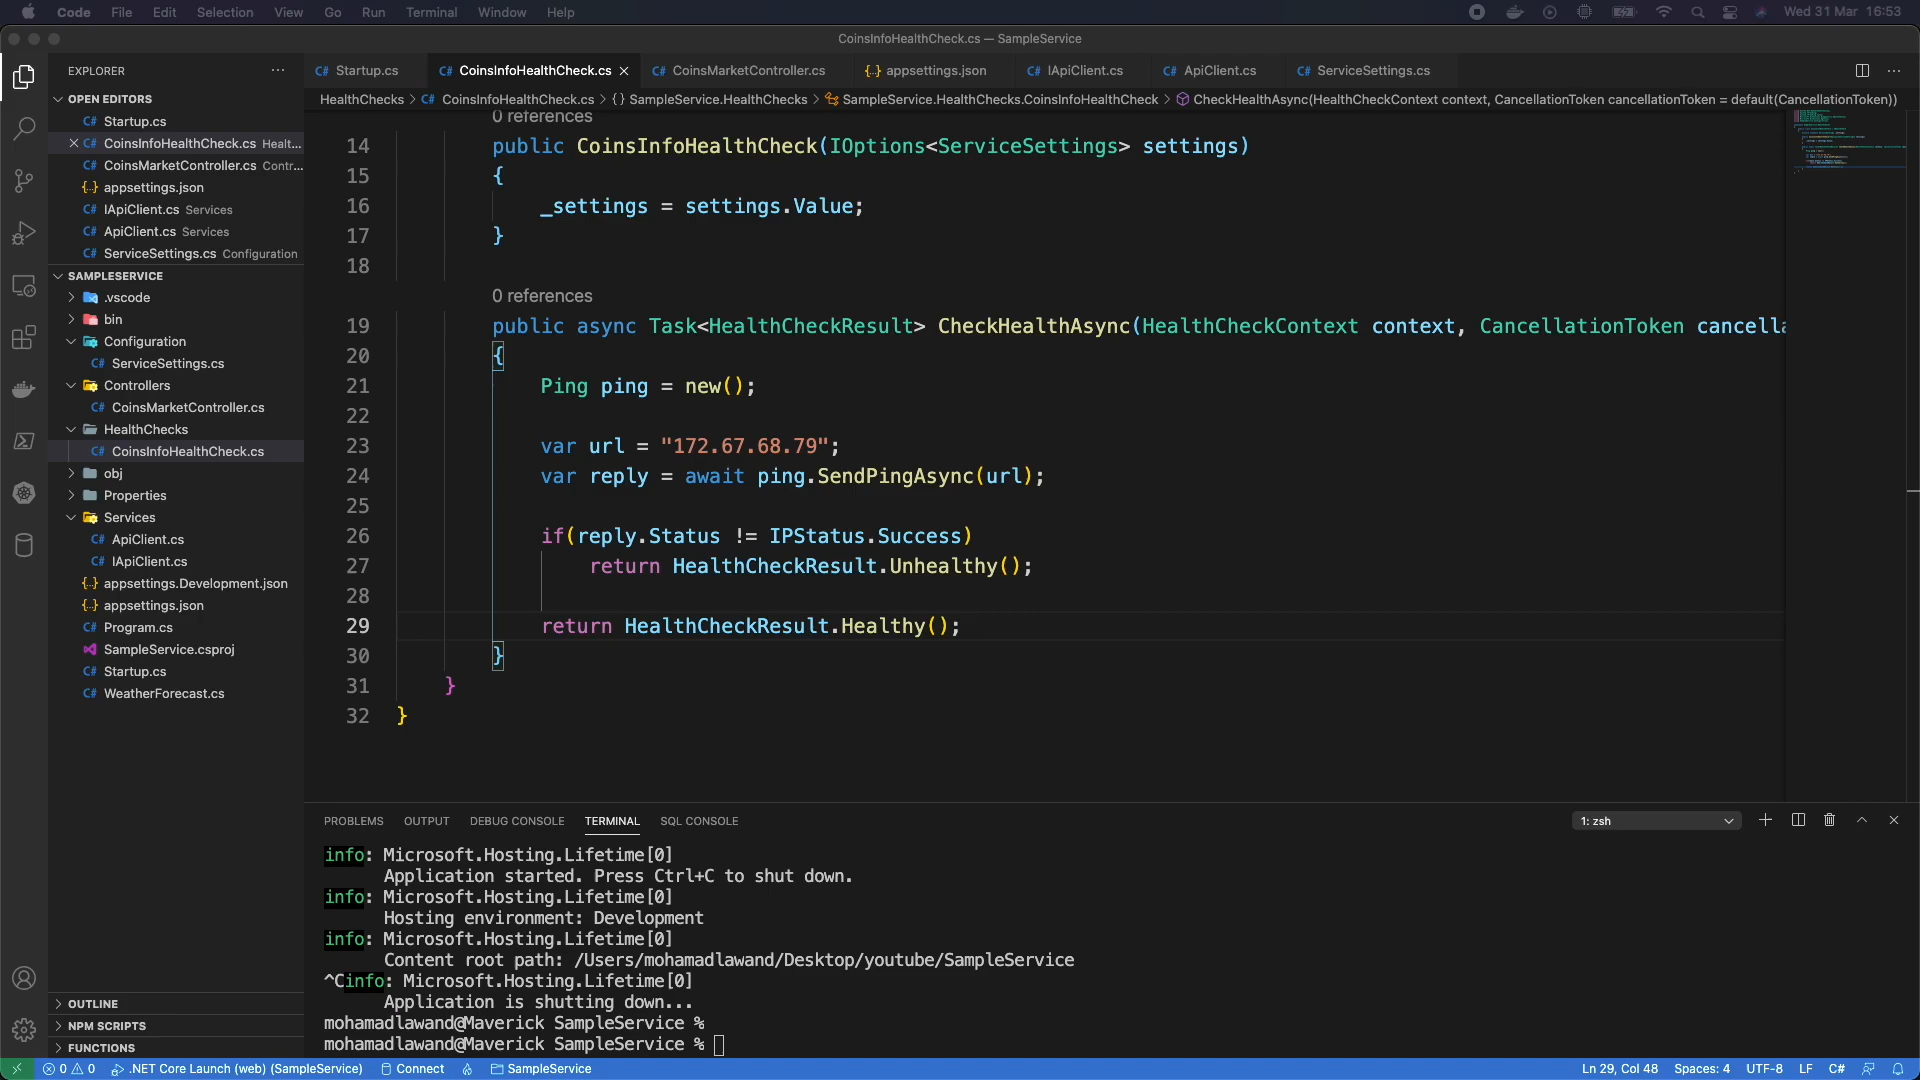 Code File Edit Selection View Go Run Terminal Window Help Wed 31 Mar 16:53
CoinsInfoHealthCheck.cs — SampleService
EXPLORER
OPEN EDITORS
C# Startup.cs
C# CoinsInfoHealthCheck.cs Healt...
C# CoinsMarketController.cs Contr...
{..} appsettings.json
C# IApiClient.cs Services
C# ApiClient.cs Services
C# ServiceSettings.cs Configuration
SAMPLESERVICE
.vscode
bin
Configuration
C# ServiceSettings.cs
Controllers
C# CoinsMarketController.cs
HealthChecks
C# CoinsInfoHealthCheck.cs
obj
Properties
Services
C# ApiClient.cs
C# IApiClient.cs
{..} appsettings.Development.json
{..} appsettings.json
C# Program.cs
SampleService.csproj
C# Startup.cs
C# WeatherForecast.cs
OUTLINE
NPM SCRIPTS
FUNCTIONS
C# Startup.cs C# CoinsInfoHealthCheck.cs C# CoinsMarketController.cs {..} appsettings.json C# IApiClient.cs C# ApiClient.cs C# ServiceSettings.cs
HealthChecks > C# CoinsInfoHealthCheck.cs > {} SampleService.HealthChecks > SampleService.HealthChecks.CoinsInfoHealthCheck > CheckHealthAsync(HealthCheckContext context, CancellationToken cancellationToken = default(CancellationToken))
0 references
14 public CoinsInfoHealthCheck(IOptions<ServiceSettings> settings)
15 {
16 _settings = settings.Value;
17 }
18
0 references
19 public async Task<HealthCheckResult> CheckHealthAsync(HealthCheckContext context, CancellationToken cancella
20 {
21 Ping ping = new();
22
23 var url = "172.67.68.79";
24 var reply = await ping.SendPingAsync(url);
25
26 if(reply.Status != IPStatus.Success)
27 return HealthCheckResult.Unhealthy();
28
29 return HealthCheckResult.Healthy();
30 }
31 }
32 }
PROBLEMS OUTPUT DEBUG CONSOLE TERMINAL SQL CONSOLE 1: zsh
info: Microsoft.Hosting.Lifetime[0]
Application started. Press Ctrl+C to shut down.
info: Microsoft.Hosting.Lifetime[0]
Hosting environment: Development
info: Microsoft.Hosting.Lifetime[0]
Content root path: /Users/mohamadlawand/Desktop/youtube/SampleService
^Cinfo: Microsoft.Hosting.Lifetime[0]
Application is shutting down...
mohamadlawand@Maverick SampleService %
mohamadlawand@Maverick SampleService %
0 0 .NET Core Launch (web) (SampleService) Connect SampleService Ln 29, Col 48 Spaces: 4 UTF-8 LF C#